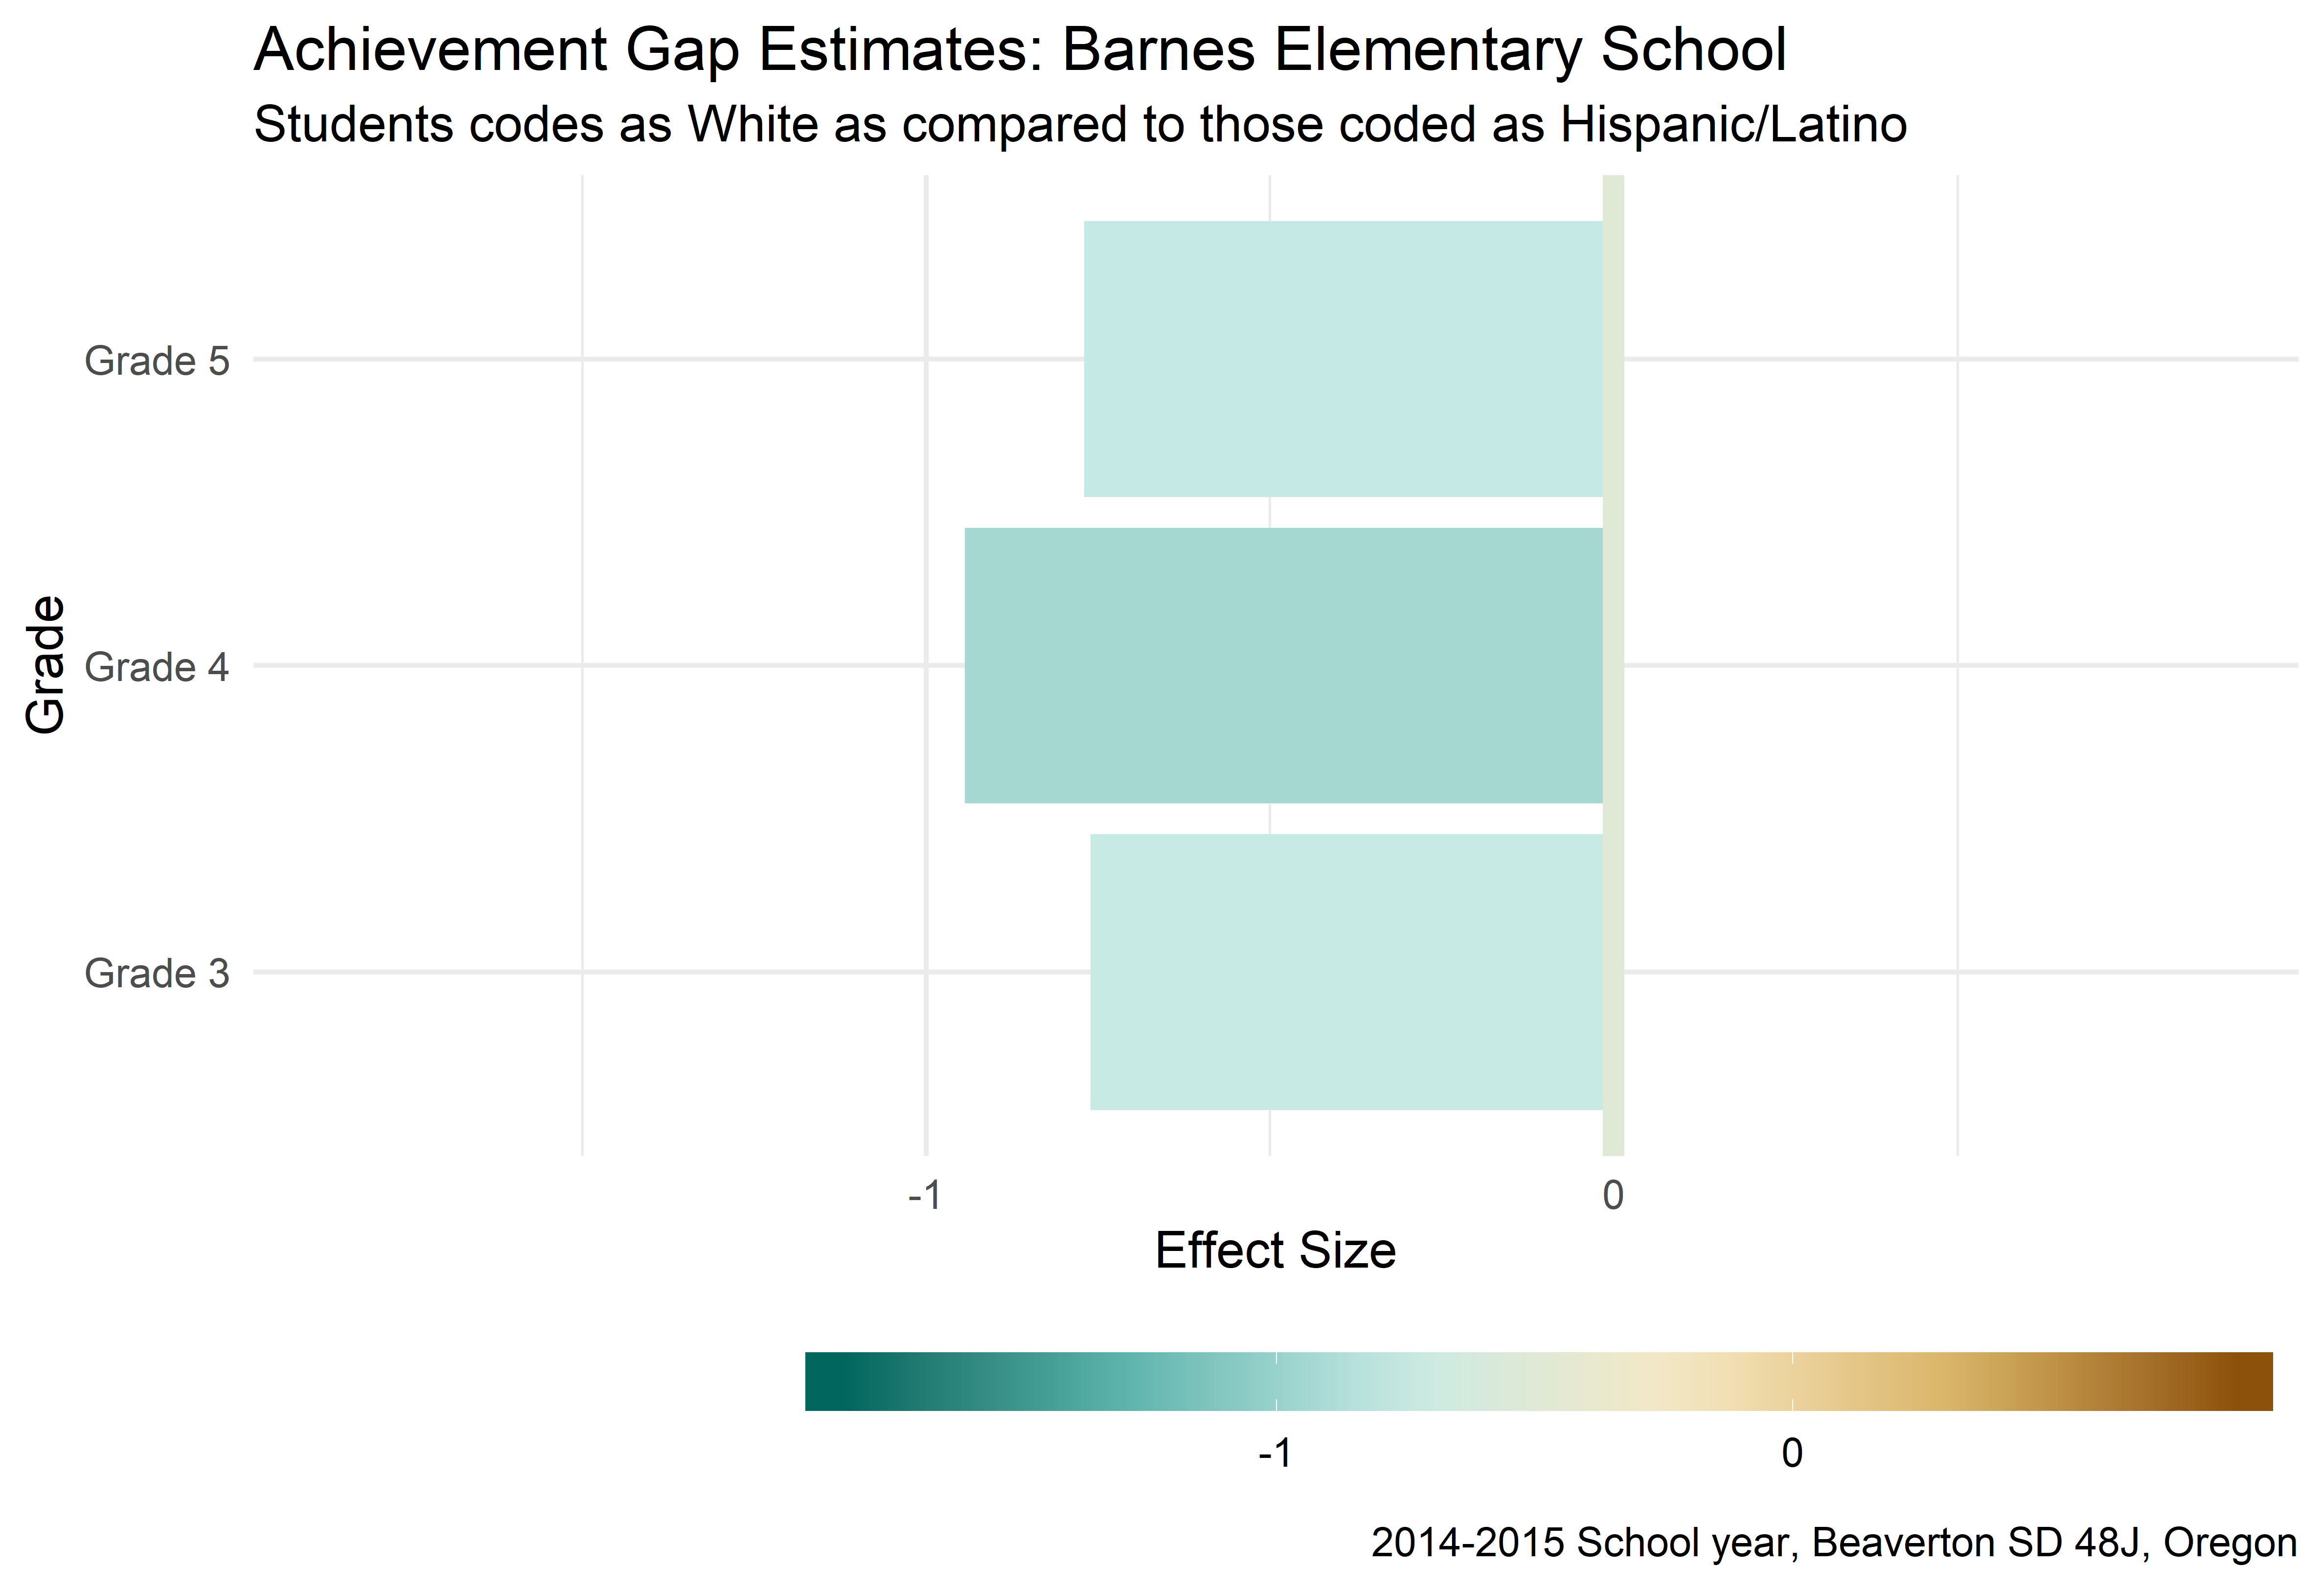 Achievement Gap Estimates: Barnes Elementary School
Students codes as White as compared to those coded as Hispanic/Latino
Grade
Grade 5
Grade 4
Grade 3
-1 0
Effect Size
-1 0
2014-2015 School year, Beaverton SD 48J, Oregon